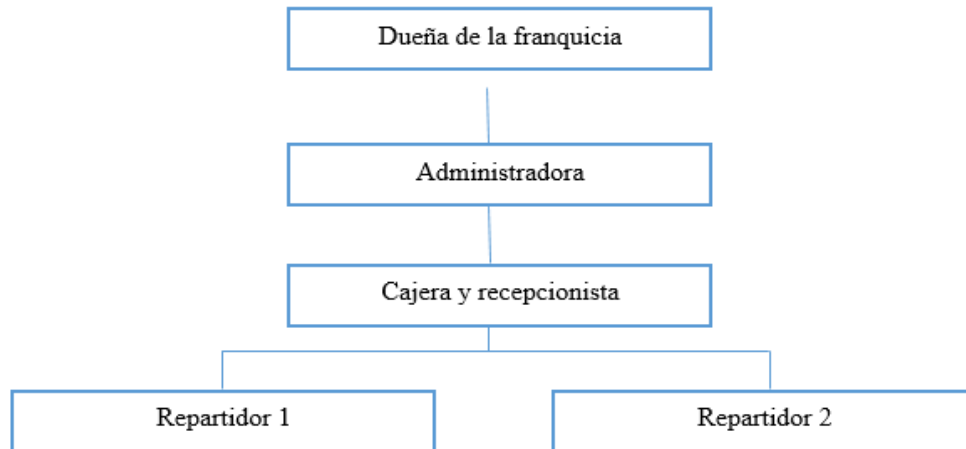 Dueña de la franquicia
Administradora
Cajera y recepcionista
Repartidor 1
Repartidor 2